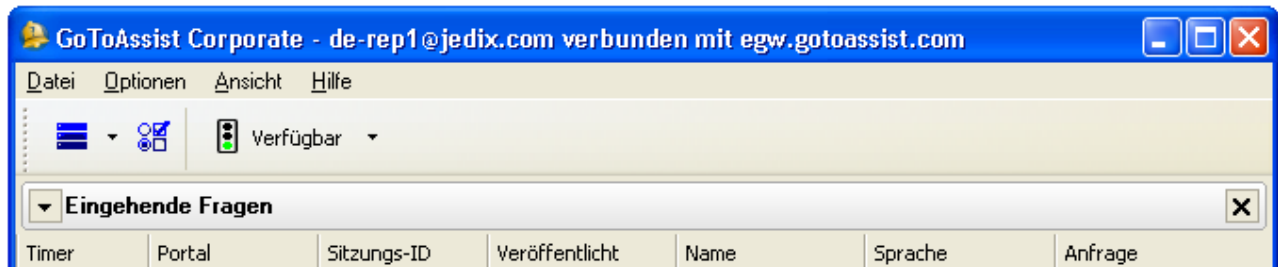 GoToAssist Corporate - de-rep1@jedix.com verbunden mit egw.gotoassist.com
Datei Optionen Ansicht Hilfe
Verfügbar
Eingehende Fragen
Timer Portal Sitzungs-ID Veröffentlicht Name Sprache Anfrage